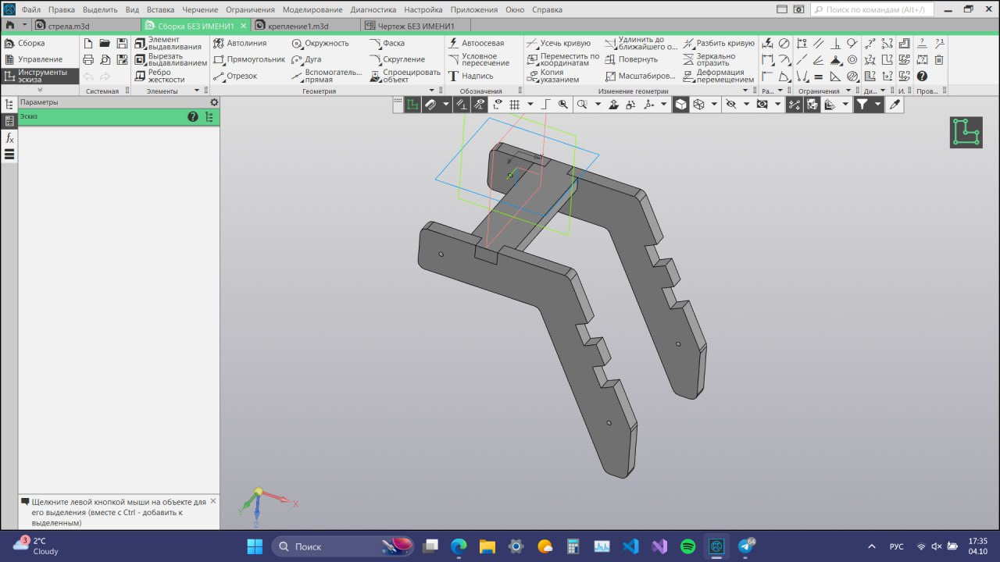 Файл Правка Выделить Вид Вставка Черчение Ограничения Моделирование Диагностика Настройка Приложения Окно Справка
Поиск по командам (Alt+/)
стрела.m3d
Сборка БЕЗ ИМЕНИ1
крепление1.m3d
Чертеж БЕЗ ИМЕНИ1
Сборка
Управление
Инструменты
эскиза
Системная
Элемент
выдавливания
Вырезать
выдавливанием
Ребро
жесткости
Элементы
Автолиния
Прямоугольник
Отрезок
Окружность
Дуга
Вспомогатель...
прямая
Фаска
Скругление
Спроецировать
объект
Геометрия
Автоосевая
Условное
пересечение
Надпись
Обозначения
Усечь кривую
Переместить по
координатам
Копия
указанием
Удлинить до
ближайшего о...
Повернуть
Масштабиров...
Разбить кривую
Зеркально
отразить
Деформация
перемещением
Изменение геометрии
Ра...
Ограничения
Ди...
И.
Пров...
Параметры
Эскиз
X
Y
Z
Щелкните левой кнопкой мыши на объекте для
его выделения (вместе с Ctrl - добавить к
выделенным)
3
2°C
Cloudy
Поиск
64
РУС
17:35
04.10